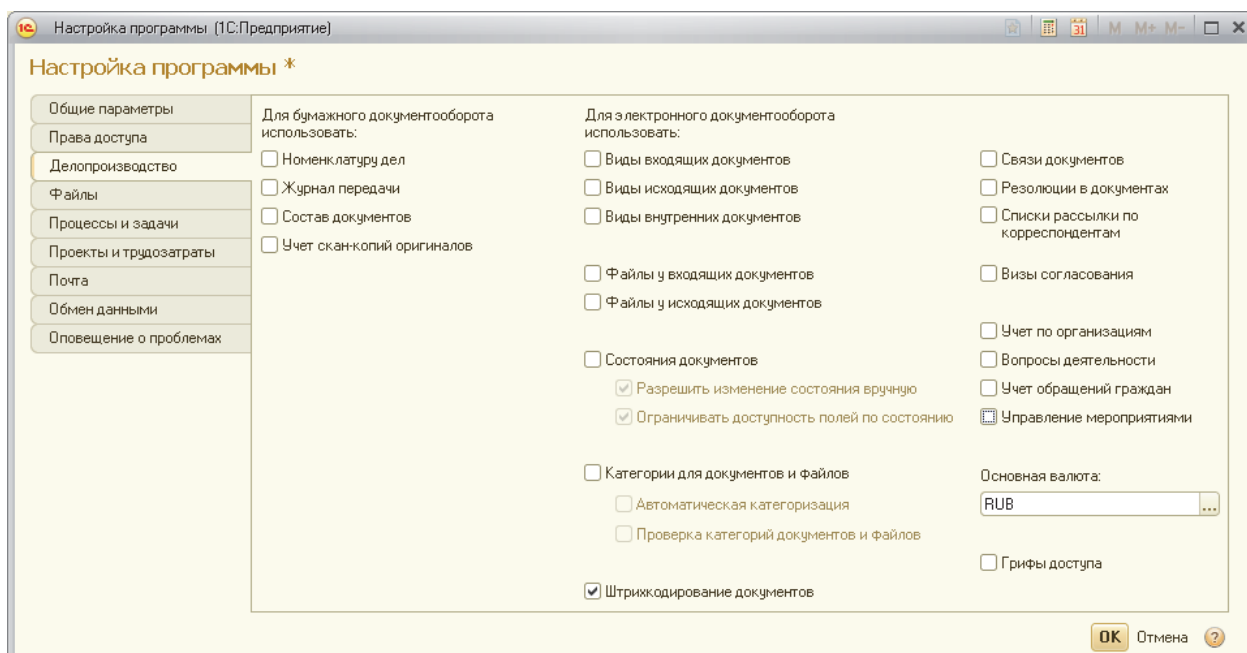 1С Настройка программы (1С:Предприятие) 31 M M+ M-
Настройка программы *
Общие параметры
Права доступа
Делопроизводство
Файлы
Процессы и задачи
Проекты и трудозатраты
Почта
Обмен данными
Оповещение о проблемах
Для бумажного документооборота
использовать:
Номенклатуру дел
Журнал передачи
Состав документов
Учет скан-копий оригиналов
Для электронного документооборота
использовать:
Виды входящих документов
Виды исходящих документов
Виды внутренних документов
Файлы у входящих документов
Файлы у исходящих документов
Состояния документов
Разрешить изменение состояния вручную
Ограничивать доступность полей по состоянию
Категории для документов и файлов
Автоматическая категоризация
Проверка категорий документов и файлов
Штрихкодирование документов
Связи документов
Резолюции в документах
Списки рассылки по
корреспондентам
Визы согласования
Учет по организациям
Вопросы деятельности
Учет обращений граждан
Управление мероприятиями
Основная валюта:
RUB ...
Грифы доступа
OK Отмена ?